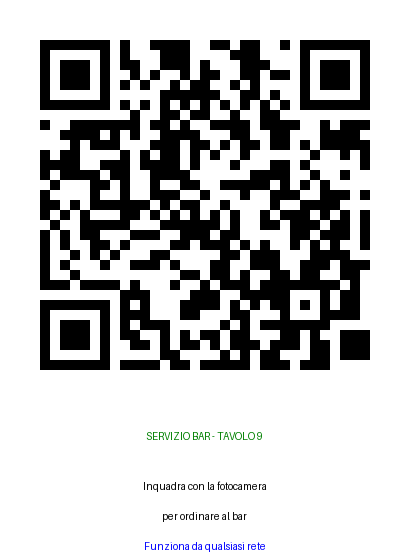 SERVIZIO BAR - TAVOLO 9
Inquadra con la fotocamera
per ordinare al bar
Funziona da qualsiasi rete